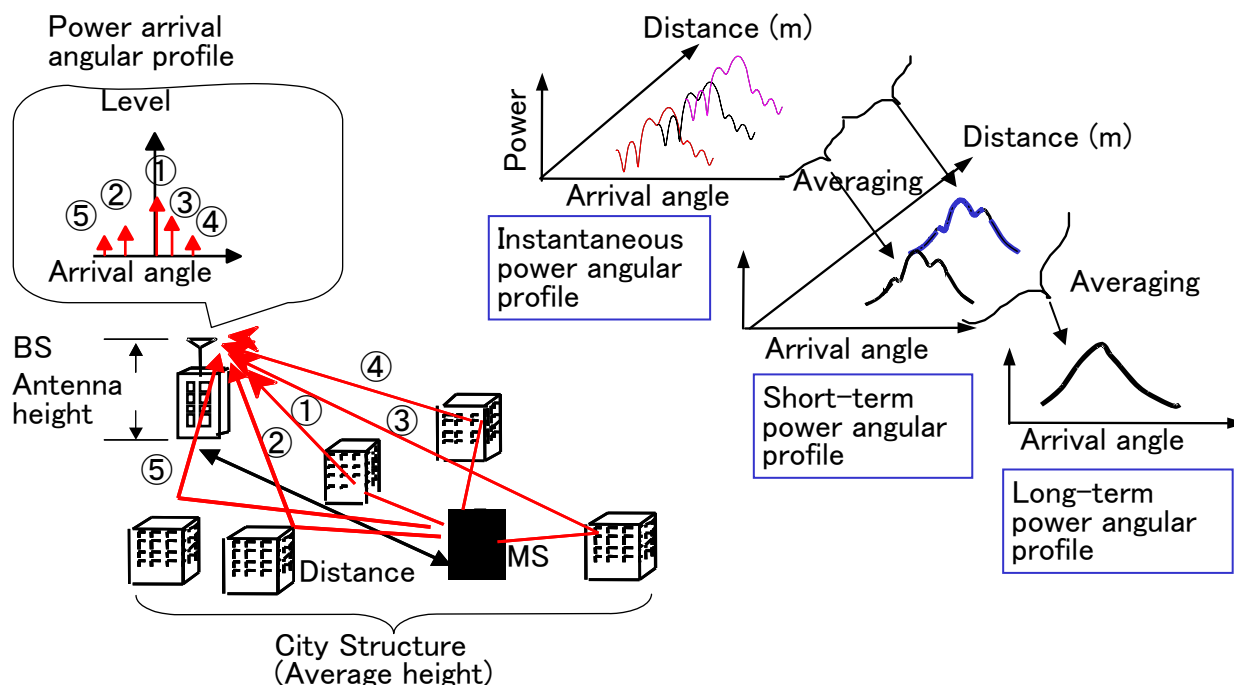 Power arrival
angular profile
Level
①
②
③
⑤
④
Arrival angle
BS
Antenna
height
④
①
③
②
⑤
MS
Distance
City Structure
(Average height)
Distance (m)
Power
Arrival angle
Averaging
Instantaneous
power angular
profile
Distance (m)
Averaging
Arrival angle
Short-term
power angular
profile
Arrival angle
Long-term
power angular
profile